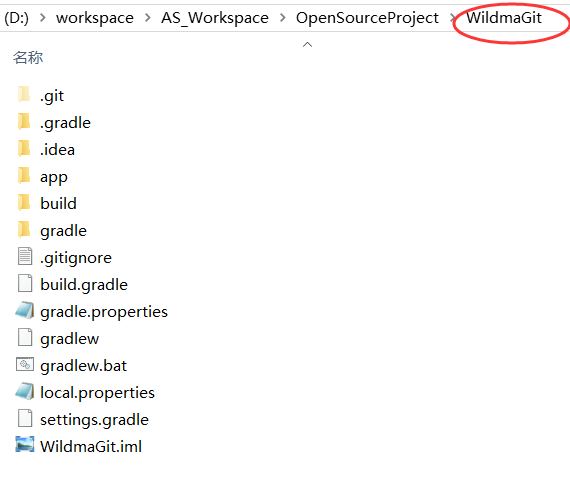 (D:) > workspace > AS_Workspace > OpenSourceProject > WildmaGit
名称
.git
.gradle
.idea
app
build
gradle
.gitignore
build.gradle
gradle.properties
gradlew
gradlew.bat
local.properties
settings.gradle
WildmaGit.iml